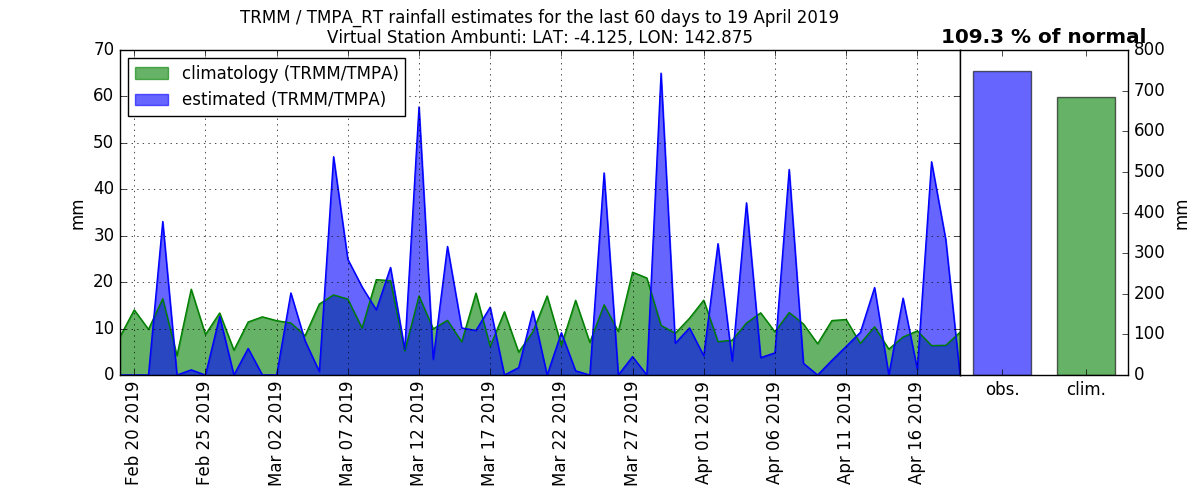 TRMM / TMPA_RT rainfall estimates for the last 60 days to 19 April 2019
Virtual Station Ambunti: LAT: -4.125, LON: 142.875
109.3 % of normal
climatology (TRMM/TMPA)
estimated (TRMM/TMPA)
70
60
50
40
30
20
10
0
mm
Feb 20 2019
Feb 25 2019
Mar 02 2019
Mar 07 2019
Mar 12 2019
Mar 17 2019
Mar 22 2019
Mar 27 2019
Apr 01 2019
Apr 06 2019
Apr 11 2019
Apr 16 2019
obs.
clim.
800
700
600
500
400
300
200
100
0
mm